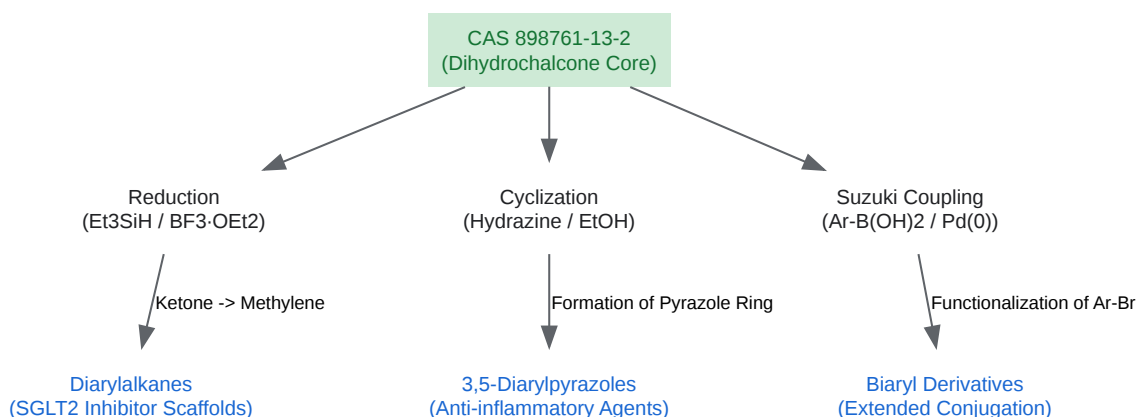 CAS 898761-13-2
(Dihydrochalcone Core)
Reduction
(Et3SiH / BF3·OEt2)
Cyclization
(Hydrazine / EtOH)
Suzuki Coupling
(Ar-B(OH)2 / Pd(0))
Ketone -> Methylene
Formation of Pyrazole Ring
Functionalization of Ar-Br
Diarylalkanes
(SGLT2 Inhibitor Scaffolds)
3,5-Diarylpyrazoles
(Anti-inflammatory Agents)
Biaryl Derivatives
(Extended Conjugation)